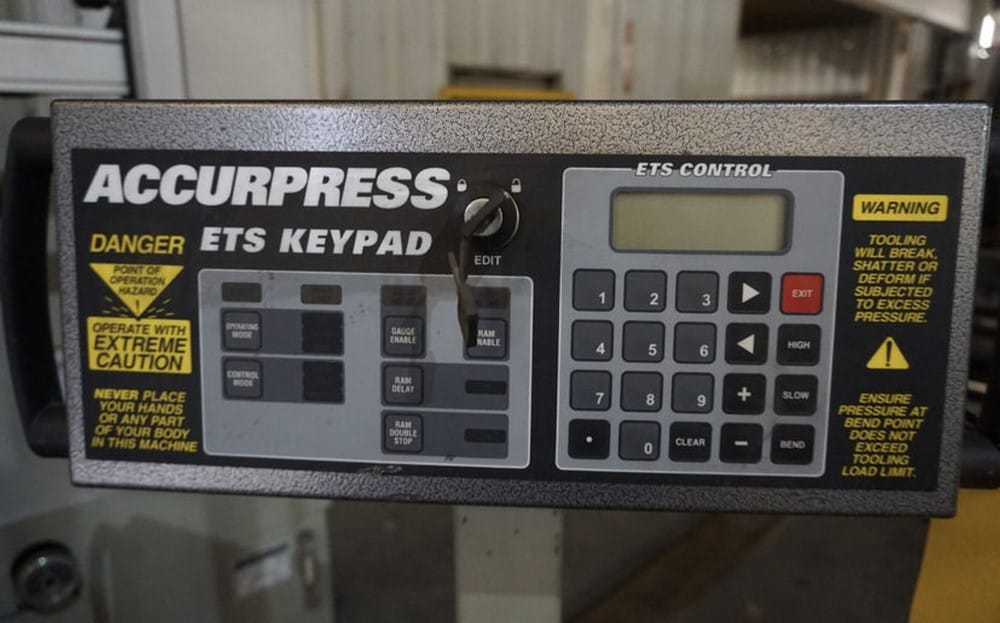 ACCURPRESS
ETS KEYPAD
EDIT
DANGER
POINT OF
OPERATION
HAZARD
OPERATE WITH
EXTREME
CAUTION
NEVER PLACE
YOUR HANDS
OR ANY PART
OF YOUR BODY
IN THIS MACHINE
OPERATING
MODE
CONTROL
MODE
GAUGE
ENABLE
RAM
NABLE
RAM
DELAY
RAM
DOUBLE
STOP
ETS CONTROL
1 2 3 ▶ EXIT
4 5 6 ◀ HIGH
7 8 9 + SLOW
• 0 CLEAR - BEND
WARNING
TOOLING
WILL BREAK,
SHATTER OR
DEFORM IF
SUBJECTED
TO EXCESS
PRESSURE.
!
ENSURE
PRESSURE AT
BEND POINT
DOES NOT
EXCEED
TOOLING
LOAD LIMIT.